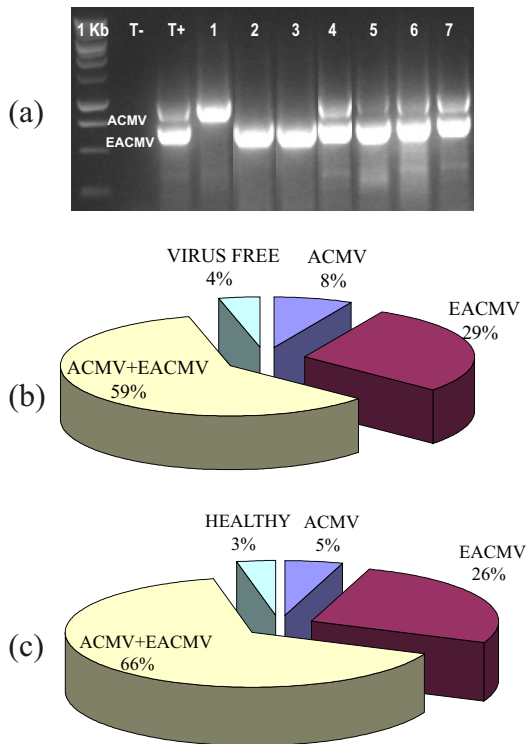 (a)
1 Kb T- T+ 1 2 3 4 5 6 7
ACMV
EACMV
(b)
VIRUS FREE
4%
ACMV
8%
EACMV
29%
ACMV+EACMV
59%
(c)
HEALTHY
3%
ACMV
5%
EACMV
26%
ACMV+EACMV
66%